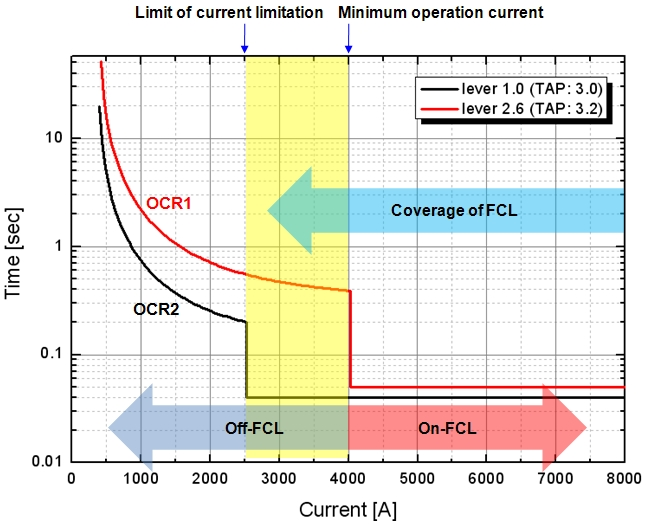 Limit of current limitation
Minimum operation current
lever 1.0 (TAP: 3.0)
lever 2.6 (TAP: 3.2)
10
1
0.1
0.01
Time [sec]
OCR1
OCR2
Coverage of FCL
Off-FCL
On-FCL
0 1000 2000 3000 4000 5000 6000 7000 8000
Current [A]